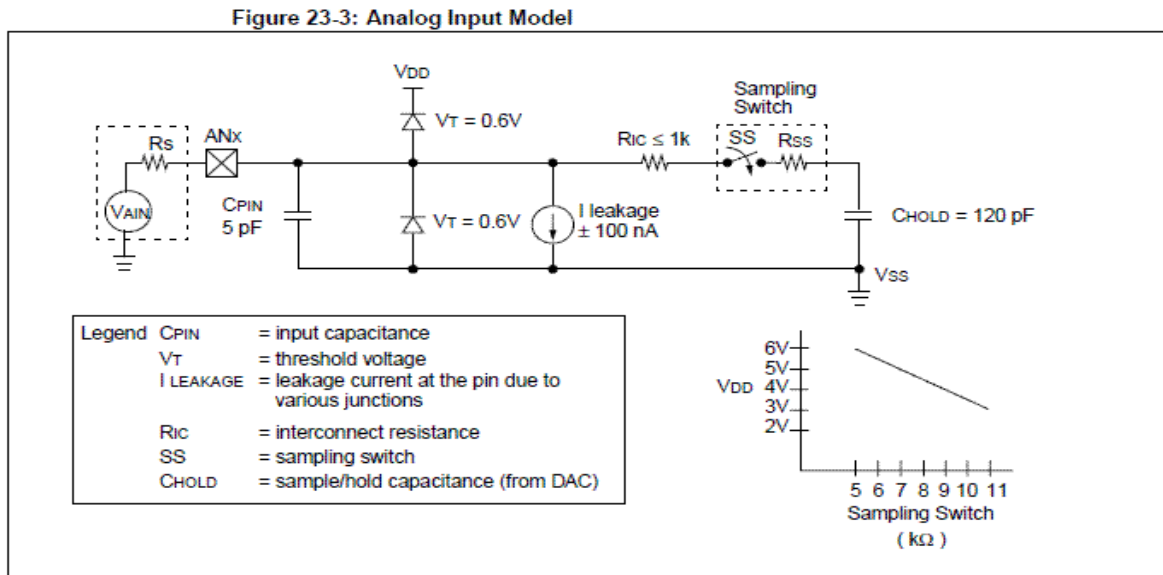 Figure 23-3: Analog Input Model
VDD
Sampling
Switch
VT = 0.6V
RS
ANx
RIC ≤ 1k
SS
RSS
VAIN
CPIN
5 pF
VT = 0.6V
I leakage
± 100 nA
CHOLD = 120 pF
VSS
Legend CPIN = input capacitance
VT = threshold voltage
I LEAKAGE = leakage current at the pin due to
various junctions
RIC = interconnect resistance
SS = sampling switch
CHOLD = sample/hold capacitance (from DAC)
6V
5V
VDD 4V
3V
2V
5 6 7 8 9 10 11
Sampling Switch
( kΩ )